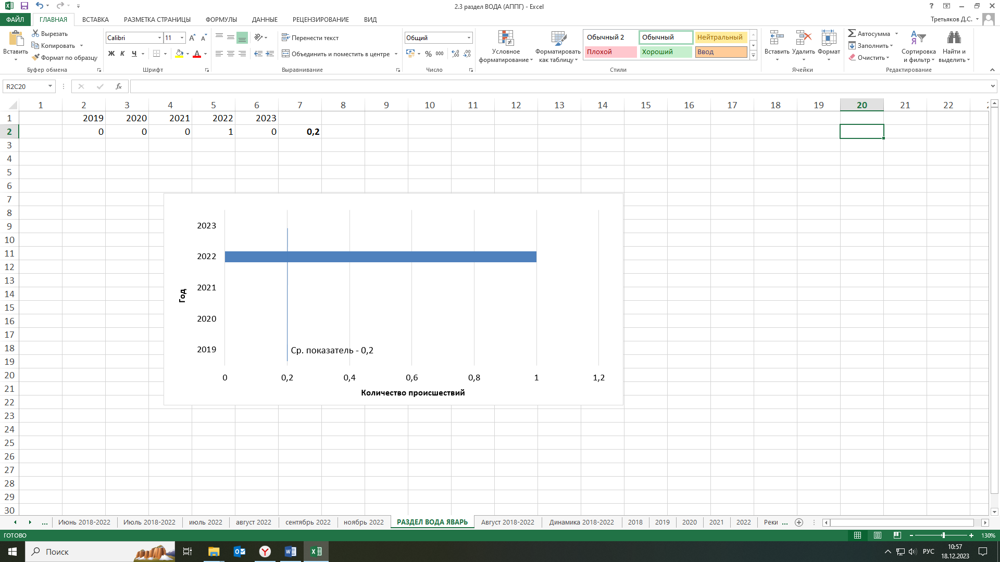 2.3 раздел ВОДА (АППГ) - Excel
ФАЙЛ ГЛАВНАЯ ВСТАВКА РАЗМЕТКА СТРАНИЦЫ ФОРМУЛЫ ДАННЫЕ РЕЦЕНЗИРОВАНИЕ ВИД Третьяков Д.С.
Вставить
Вырезать
Копировать
Формат по образцу
Буфер обмена
Calibri 11
Ж К Ч А
Шрифт
Перенести текст
Объединить и поместить в центре
Выравнивание
Общий
% 000
Число
Условное
форматирование
Форматировать
как таблицу
Обычный 2 Обычный Нейтральный
Плохой Хороший Ввод
Стили
Вставить Удалить Формат
Ячейки
Автосумма
Заполнить
Очистить
Сортировка
и фильтр
Найти и
выделить
Редактирование
R2C20 fx
1 2 3 4 5 6 7 8 9 10 11 12 13 14 15 16 17 18 19 20 21 22
1 2019 2020 2021 2022 2023
2 0 0 0 1 0 0,2
3
4
5
6
7
8
9
10
11
12
13
14
15
16
17
18
19
20
21
22
23
24
25
26
27
28
29
30
2023
2022
2021
2020
2019
Год
Ср. показатель - 0,2
0 0,2 0,4 0,6 0,8 1 1,2
Количество происшествий
... Июнь 2018-2022 Июль 2018-2022 июль 2022 август 2022 сентябрь 2022 ноябрь 2022 РАЗДЕЛ ВОДА ЯВАРЬ Август 2018-2022 Динамика 2018-2022 2018 2019 2020 2021 2022 Реки ...
ГОТОВО 130%
Поиск РУС 10:57
18.12.2023